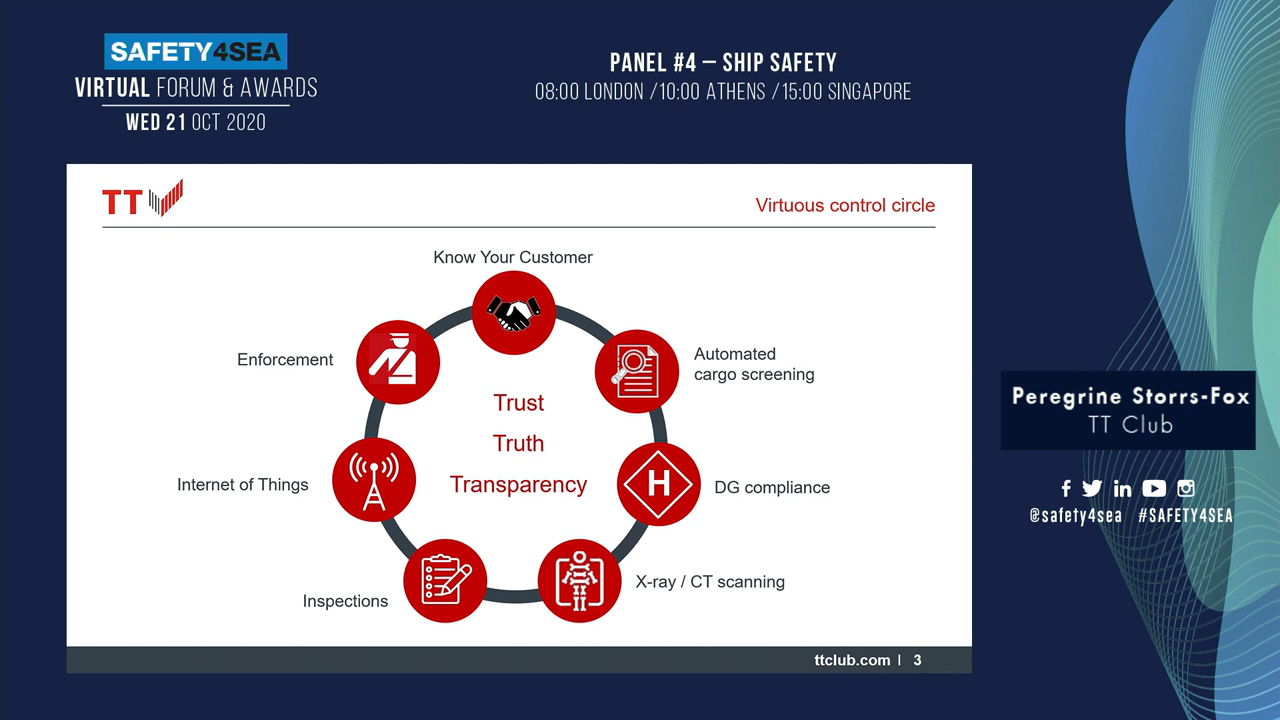 SAFETY4SEA
VIRTUAL FORUM & AWARDS
WED 21 OCT 2020
PANEL #4 – SHIP SAFETY
08:00 LONDON /10:00 ATHENS /15:00 SINGAPORE
TT
Virtuous control circle
Know Your Customer
Enforcement
Automated
cargo screening
Trust
Truth
Transparency
Internet of Things
H
DG compliance
Inspections
X-ray / CT scanning
ttclub.com | 3
Peregrine Storrs-Fox
TT Club
@safety4sea #SAFETY4SEA